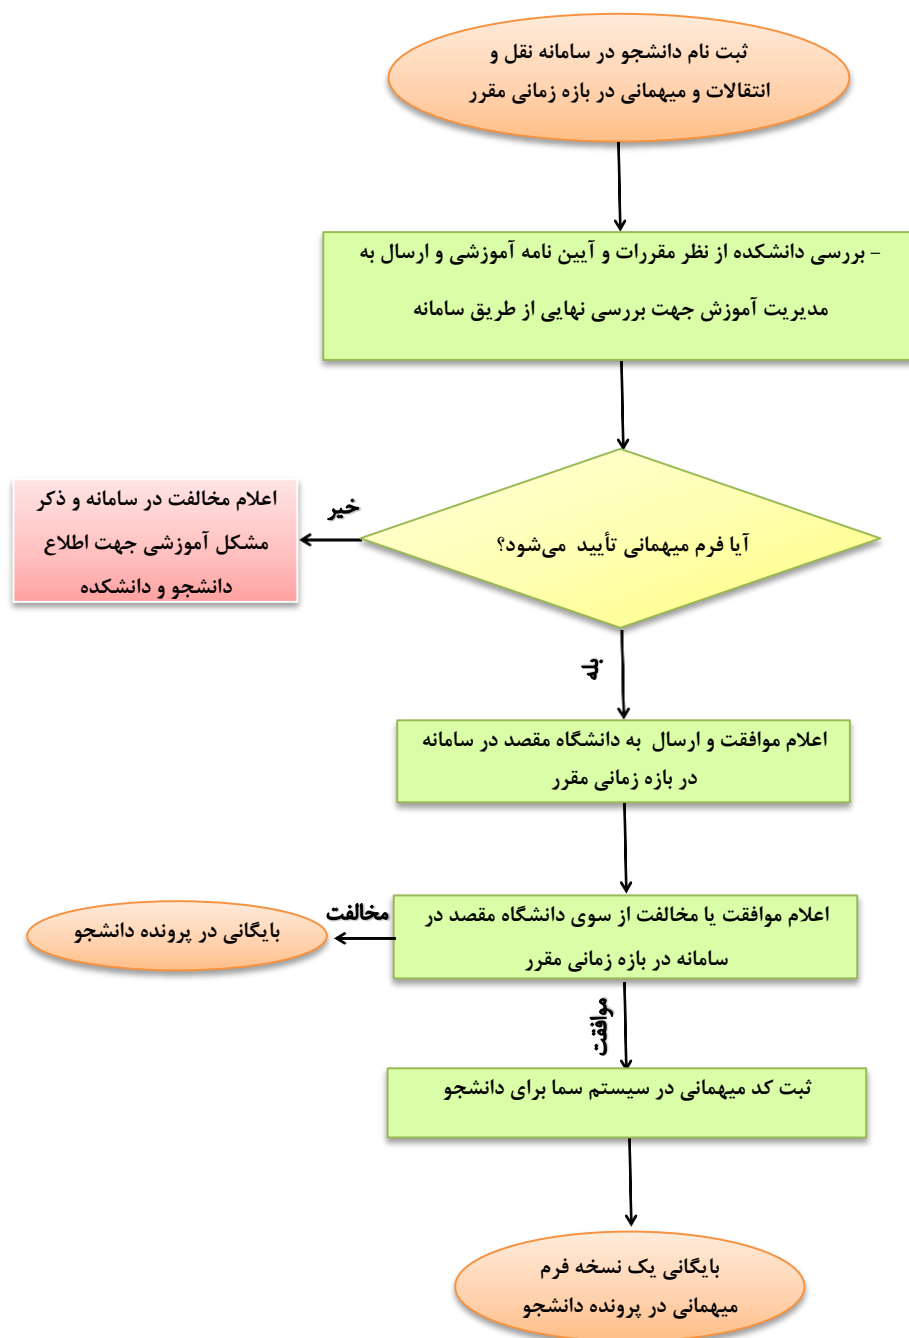 ثبت نام دانشجو در سامانه نقل و
انتقالات و میهمانی در بازه زمانی مقرر
- بررسی دانشکده از نظر مقررات و آیین نامه آموزشی و ارسال به
مدیریت آموزش جهت بررسی نهایی از طریق سامانه
آیا فرم میهمانی تأیید می‌شود؟
خیر
اعلام مخالفت در سامانه و ذکر
مشکل آموزشی جهت اطلاع
دانشجو و دانشکده
بله
اعلام موافقت و ارسال به دانشگاه مقصد در سامانه
در بازه زمانی مقرر
اعلام موافقت یا مخالفت از سوی دانشگاه مقصد در
سامانه در بازه زمانی مقرر
مخالفت
بایگانی در پرونده دانشجو
موافقت
ثبت کد میهمانی در سیستم سما برای دانشجو
بایگانی یک نسخه فرم
میهمانی در پرونده دانشجو